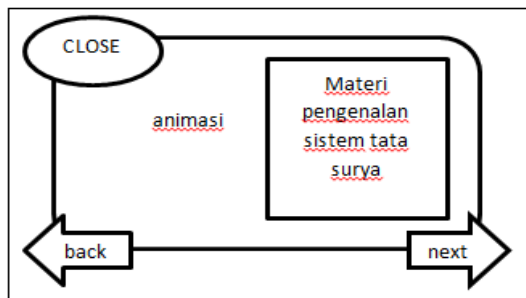 CLOSE
animasi
Materi
pengenalan
sistem tata
surya
back
next